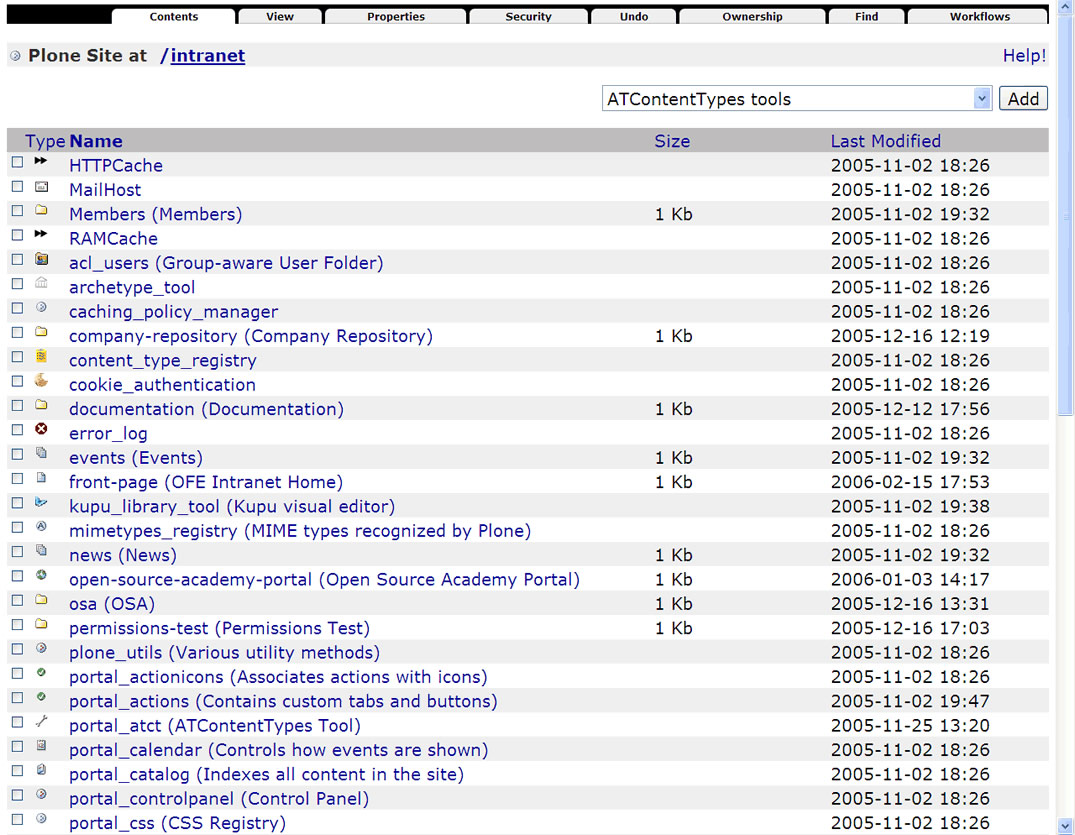 Contents View Properties Security Undo Ownership Find Workflows
Plone Site at /intranet Help!
ATContentTypes tools Add
Type Name Size Last Modified
HTTPCache 2005-11-02 18:26
MailHost 2005-11-02 18:26
Members (Members) 1 Kb 2005-11-02 19:32
RAMCache 2005-11-02 18:26
acl_users (Group-aware User Folder) 2005-11-02 18:26
archetype_tool 2005-11-02 18:26
caching_policy_manager 2005-11-02 18:26
company-repository (Company Repository) 1 Kb 2005-12-16 12:19
content_type_registry 2005-11-02 18:26
cookie_authentication 2005-11-02 18:26
documentation (Documentation) 1 Kb 2005-12-12 17:56
error_log 2005-11-02 18:26
events (Events) 1 Kb 2005-11-02 19:32
front-page (OFE Intranet Home) 1 Kb 2006-02-15 17:53
kupu_library_tool (Kupu visual editor) 2005-11-02 19:38
mimetypes_registry (MIME types recognized by Plone) 2005-11-02 18:26
news (News) 1 Kb 2005-11-02 19:32
open-source-academy-portal (Open Source Academy Portal) 1 Kb 2006-01-03 14:17
osa (OSA) 1 Kb 2005-12-16 13:31
permissions-test (Permissions Test) 1 Kb 2005-12-16 17:03
plone_utils (Various utility methods) 2005-11-02 18:26
portal_actionicons (Associates actions with icons) 2005-11-02 18:26
portal_actions (Contains custom tabs and buttons) 2005-11-02 19:47
portal_atct (ATContentTypes Tool) 2005-11-25 13:20
portal_calendar (Controls how events are shown) 2005-11-02 18:26
portal_catalog (Indexes all content in the site) 2005-11-02 18:26
portal_controlpanel (Control Panel) 2005-11-02 18:26
portal_css (CSS Registry) 2005-11-02 18:26